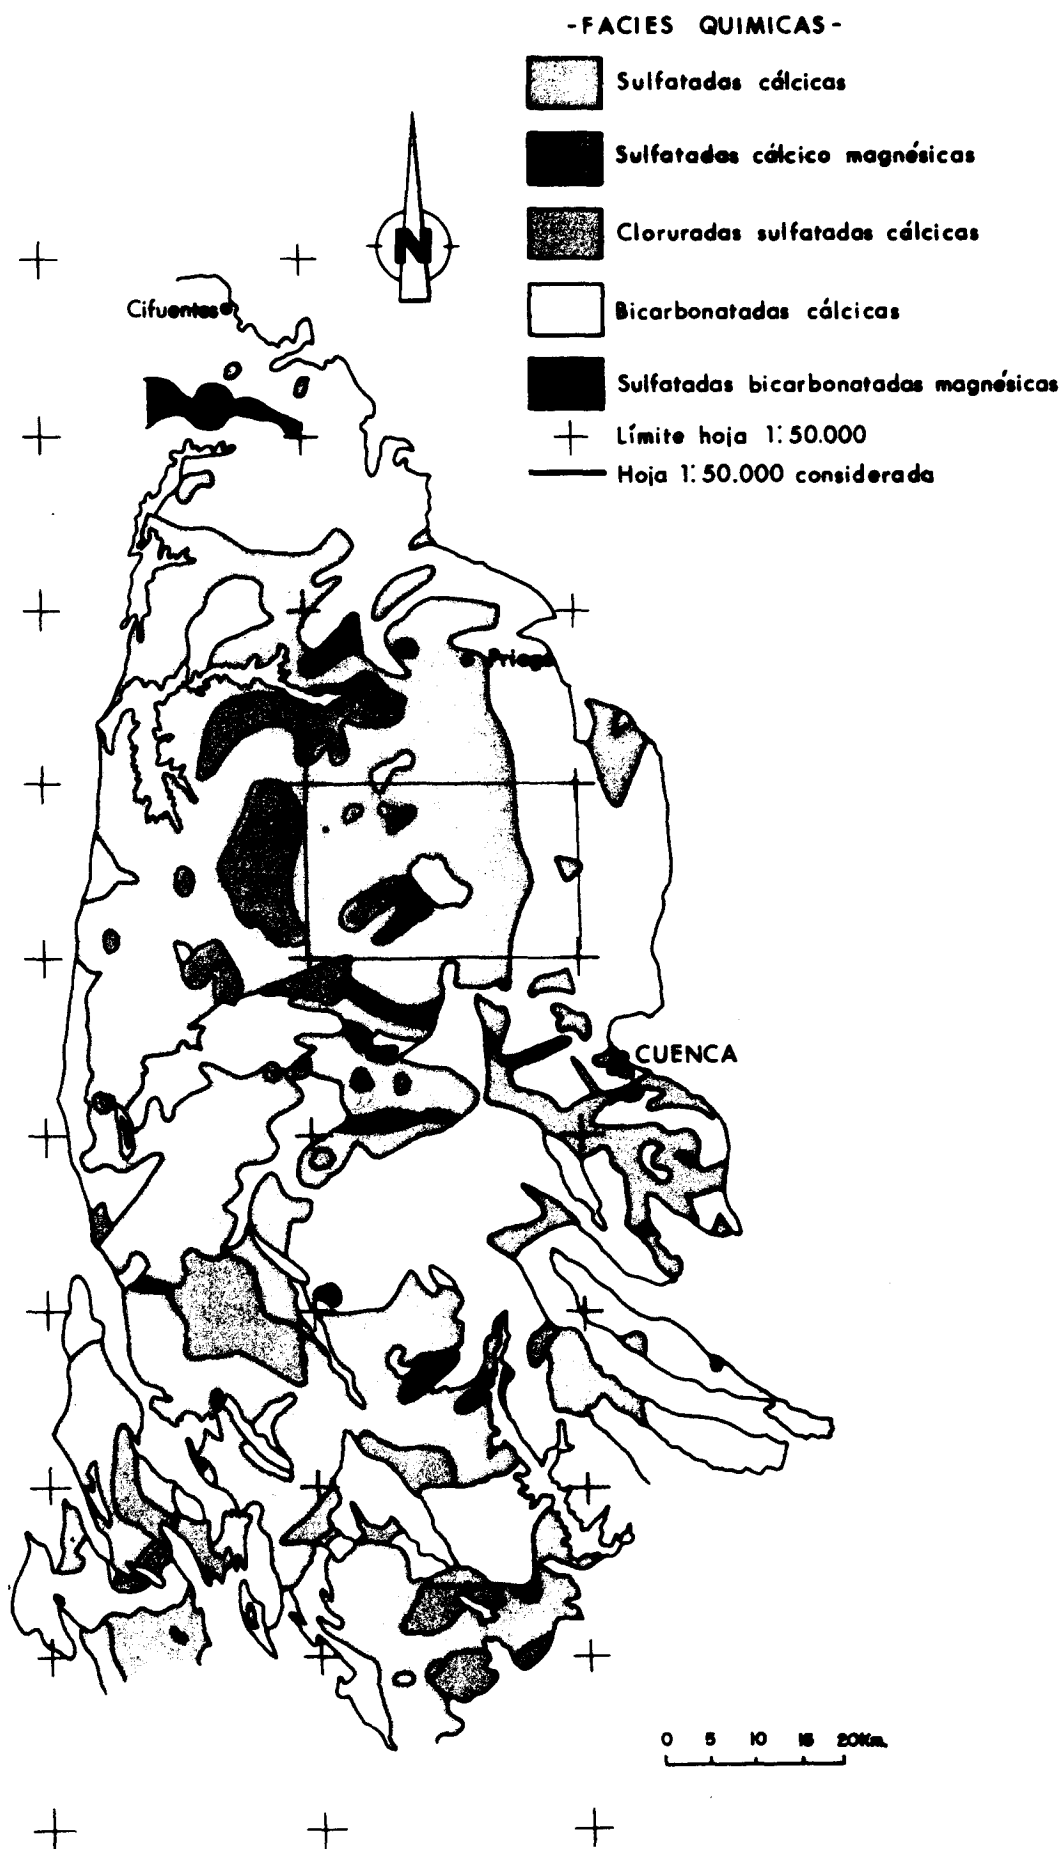 -FACIES QUIMICAS-
Sulfatadas cálcicas
Sulfatadas cálcico magnésicas
Cloruradas sulfatadas cálcicas
Bicarbonatadas cálcicas
Sulfatadas bicarbonatadas magnésicas
Límite hoja 1:50.000
Hoja 1:50.000 considerada
N
Cifuentes
Priego
CUENCA
0 5 10 15 20Km.